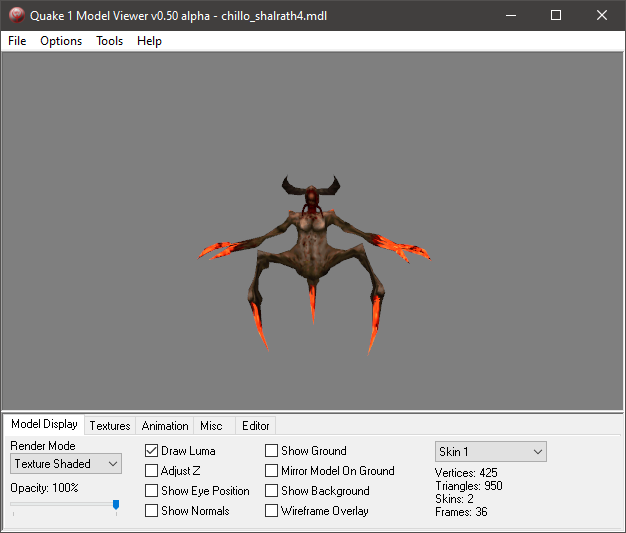 Quake 1 Model Viewer v0.50 alpha - chillo_shalrath4.mdl
File Options Tools Help
Model Display Textures Animation Misc Editor
Render Mode
Texture Shaded
Opacity: 100%
Draw Luma
Adjust Z
Show Eye Position
Show Normals
Show Ground
Mirror Model On Ground
Show Background
Wireframe Overlay
Skin 1
Vertices: 425
Triangles: 950
Skins: 2
Frames: 36